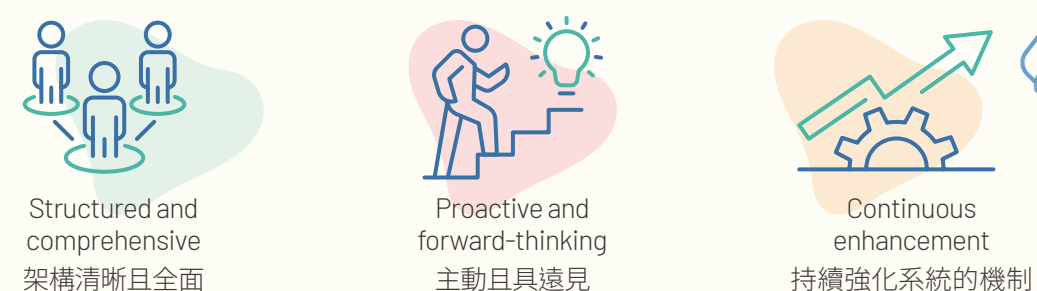 Structured and
comprehensive
架構清晰且全面
Proactive and
forward-thinking
主動且具遠見
Continuous
enhancement
持續強化系統的機制